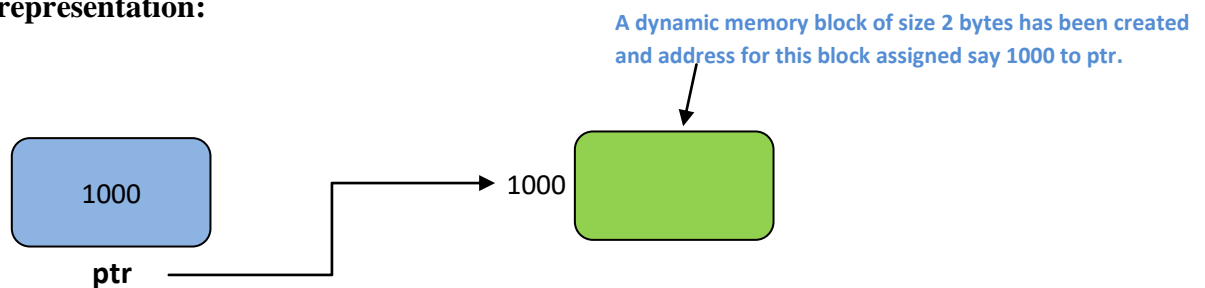 representation:
A dynamic memory block of size 2 bytes has been created
and address for this block assigned say 1000 to ptr.
1000
1000
ptr